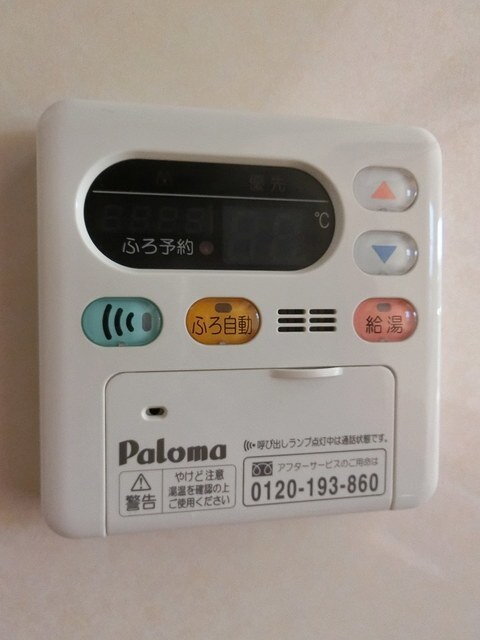 優先
℃
ふろ予約
ふろ自動
給湯
Paloma
呼び出しランプ点灯中は通話状態です。
警告
やけど注意
湯温を確認の上
ご使用ください
アフターサービスのご用命は
0120-193-860